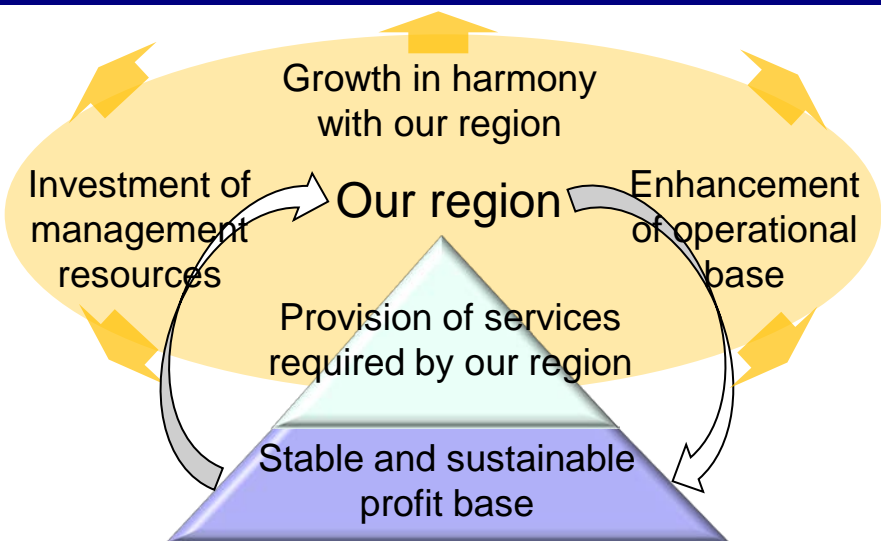 Growth in harmony
with our region
Investment of
management
resources
Our region
Enhancement
of operational
base
Provision of services
required by our region
Stable and sustainable
profit base